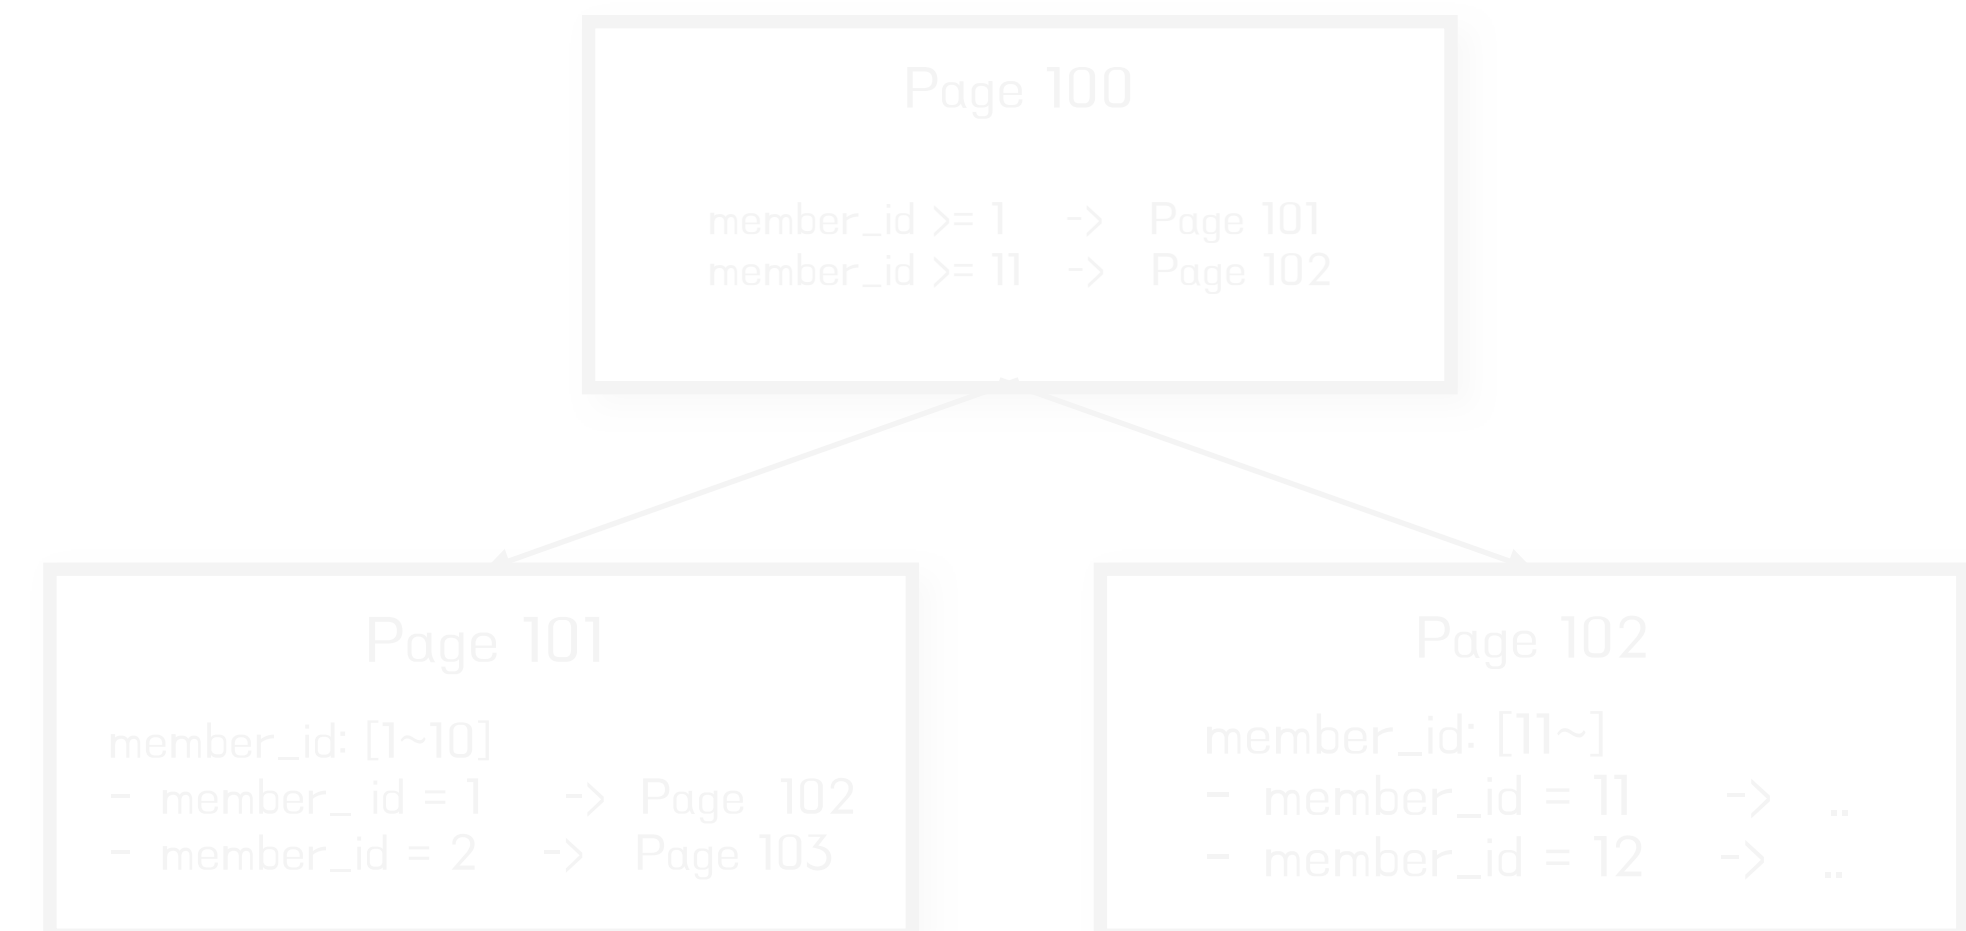 Page 100
member_id >= 1 -> Page 101
member_id >= 11 -> Page 102
Page 101
member_id: [1~10]
- member_ id = 1 -> Page 102
- member_id = 2 -> Page 103
Page 102
member_id: [11~]
- member_id = 11 -> ..
- member_id = 12 -> ..